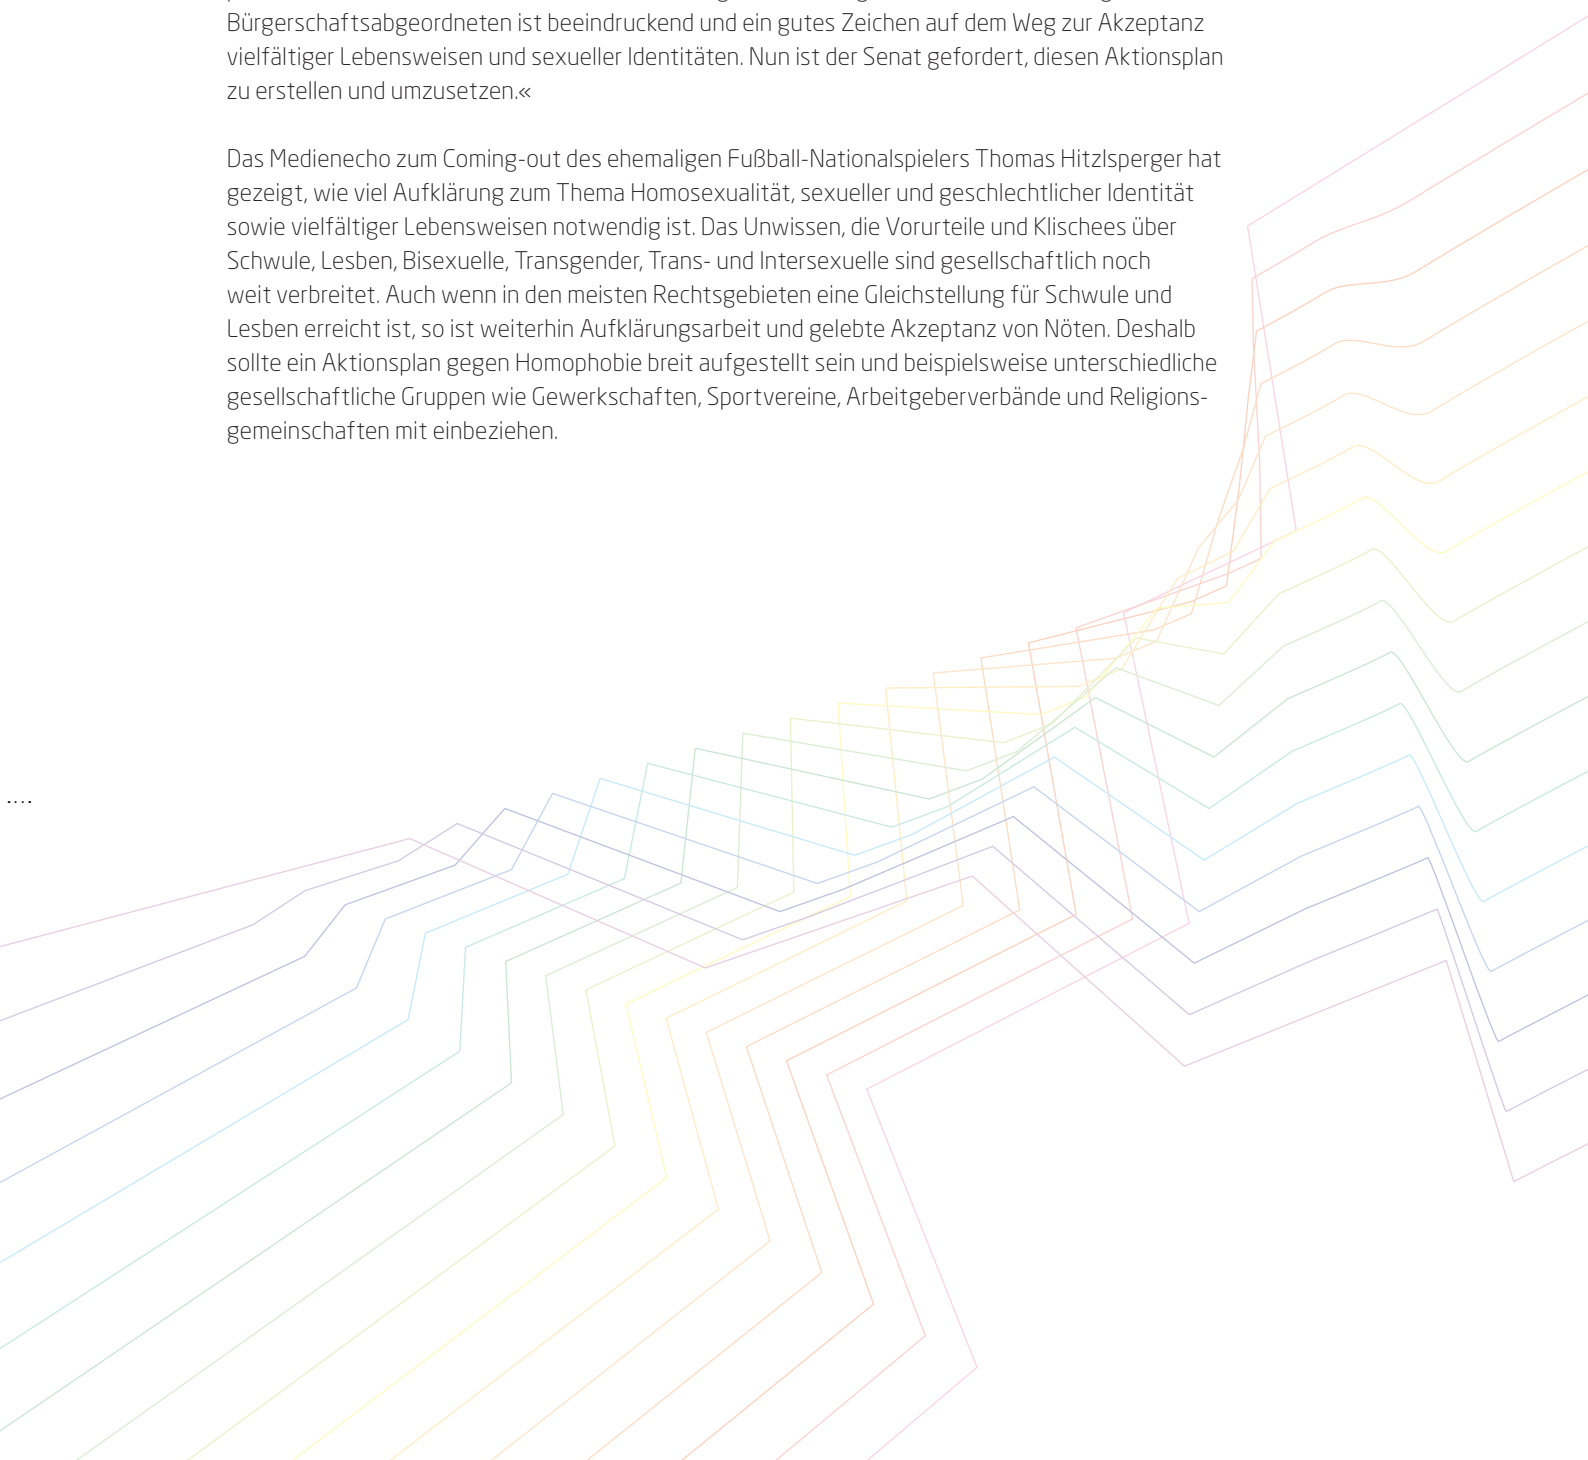 Bürgerschaftsabgeordneten ist beeindruckend und ein gutes Zeichen auf dem Weg zur Akzeptanz
vielfältiger Lebensweisen und sexueller Identitäten. Nun ist der Senat gefordert, diesen Aktionsplan
zu erstellen und umzusetzen.«
Das Medienecho zum Coming-out des ehemaligen Fußball-Nationalspielers Thomas Hitzlsperger hat
gezeigt, wie viel Aufklärung zum Thema Homosexualität, sexueller und geschlechtlicher Identität
sowie vielfältiger Lebensweisen notwendig ist. Das Unwissen, die Vorurteile und Klischees über
Schwule, Lesben, Bisexuelle, Transgender, Trans- und Intersexuelle sind gesellschaftlich noch
weit verbreitet. Auch wenn in den meisten Rechtsgebieten eine Gleichstellung für Schwule und
Lesben erreicht ist, so ist weiterhin Aufklärungsarbeit und gelebte Akzeptanz von Nöten. Deshalb
sollte ein Aktionsplan gegen Homophobie breit aufgestellt sein und beispielsweise unterschiedliche
gesellschaftliche Gruppen wie Gewerkschaften, Sportvereine, Arbeitgeberverbände und Religions-
gemeinschaften mit einbeziehen.
....